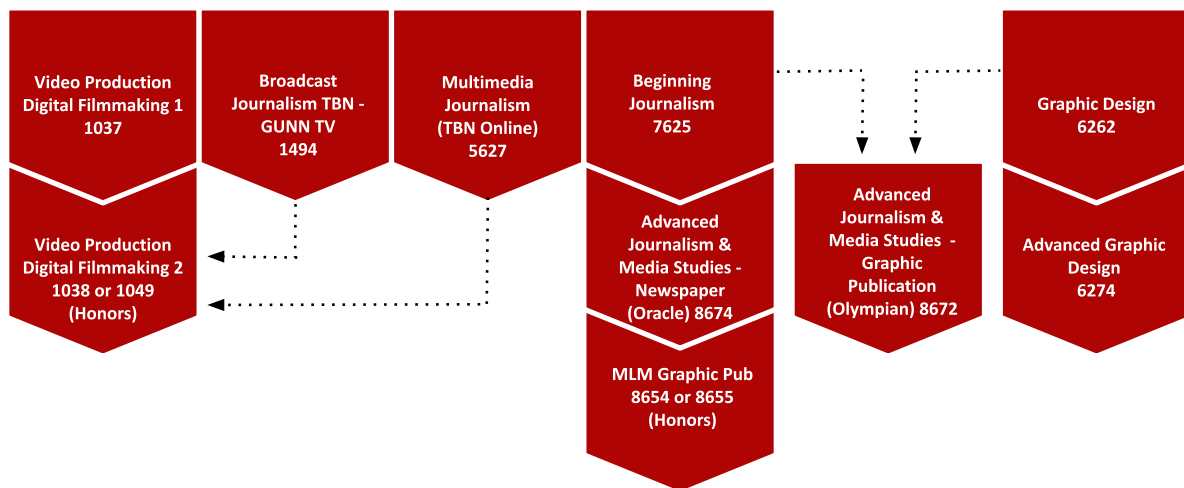 Video Production
Digital Filmmaking 1
1037
Broadcast
Journalism TBN -
GUNN TV
1494
Multimedia
Journalism
(TBN Online)
5627
Beginning
Journalism
7625
Graphic Design
6262
Video Production
Digital Filmmaking 2
1038 or 1049
(Honors)
Advanced
Journalism &
Media Studies -
Newspaper
(Oracle) 8674
Advanced
Journalism &
Media Studies -
Graphic
Publication
(Olympian) 8672
Advanced Graphic
Design
6274
MLM Graphic Pub
8654 or 8655
(Honors)